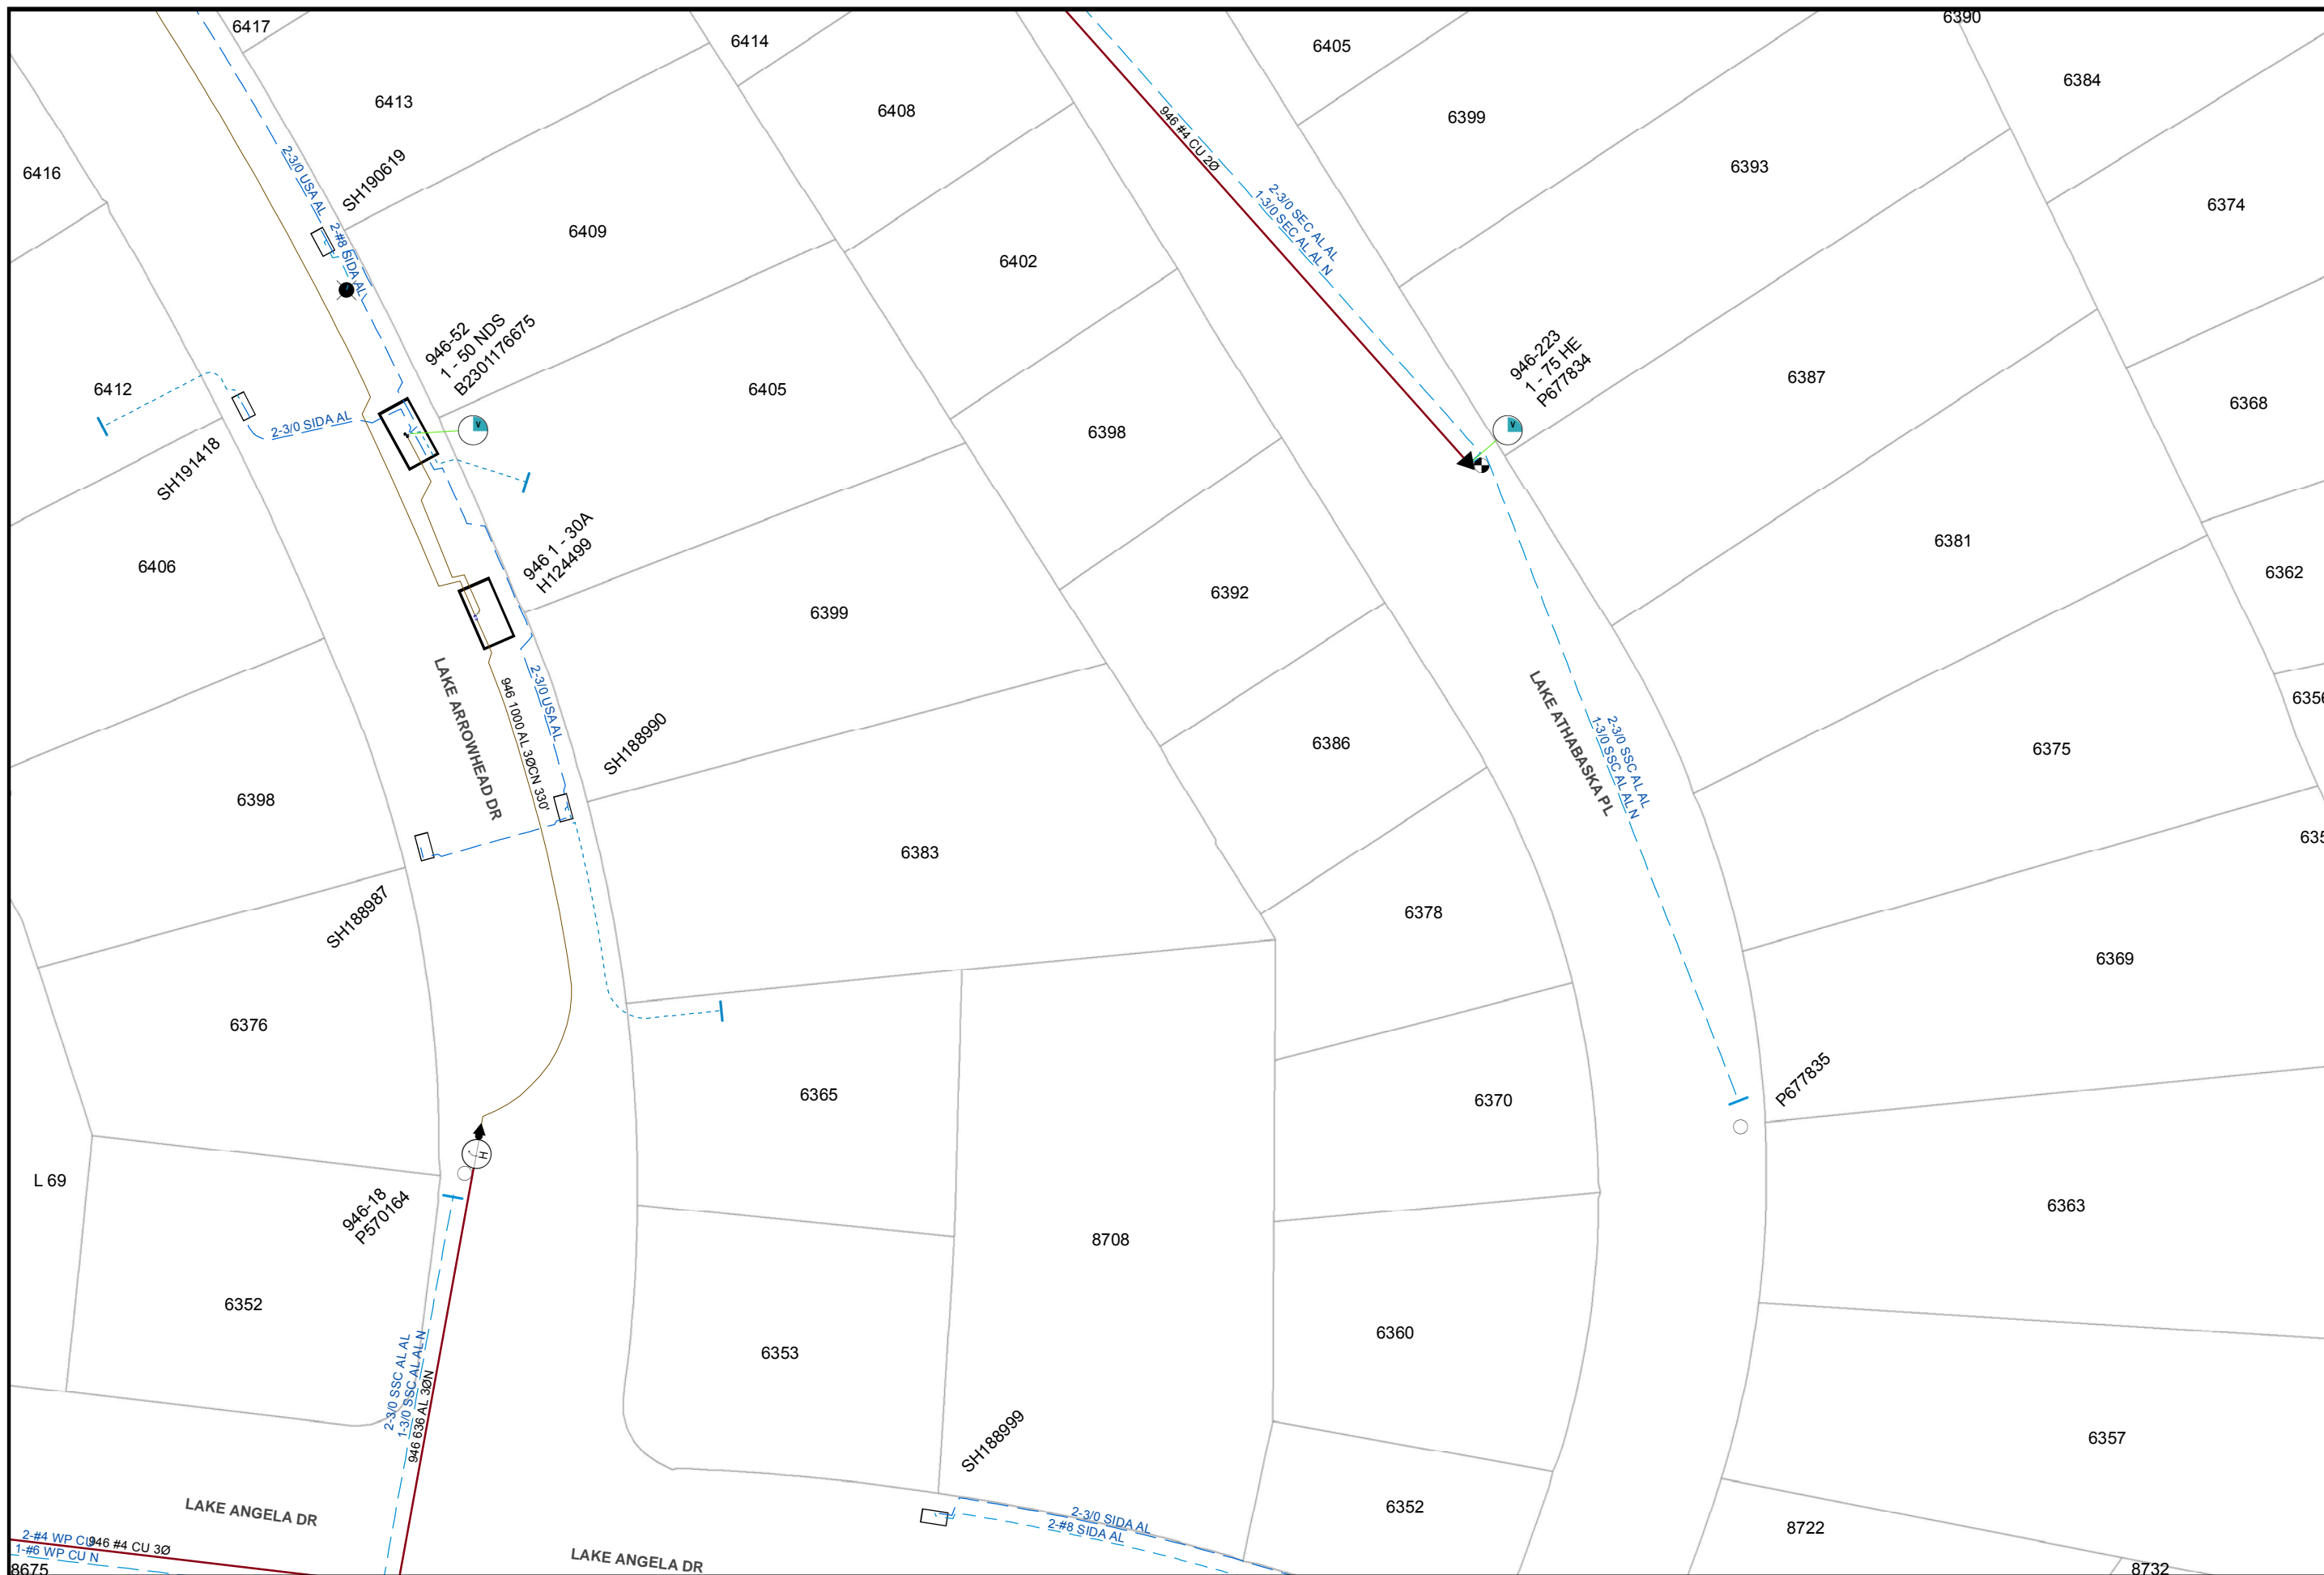 6417
6414
6405
6390
6384
6413
6408
6399
6393
946 #4 CU 2Ø
2-3/0 USA AL
SH190619
6416
6409
6374
2-3/0 SEC AL AL
1-3/0 SEC AL AL N
2-#8 SIDA AL
6402
946-52
1 - 50 NDS
B2301176675
946-223
1 - 75 HE
P677834
6412
6405
6387
6368
6398
2-3/0 SIDA AL
V
V
SH191418
946 1 - 30A
H124499
6406
6381
6362
6392
6399
LAKE ARROWHEAD DR
946 1000 AL 3ØCN 330'
2-3/0 USA AL
SH188990
LAKE ATHABASKA PL
2-3/0 SSC AL AL
1-3/0 SSC AL AL N
6356
6386
6375
6398
635
6383
SH188987
6378
6369
6376
6365
6370
P677835
H
L 69
946-18
P570164
6363
8708
6352
6360
6353
2-3/0 SSC AL AL
1-3/0 SSC AL AL N
946 636 AL 3ØN
SH188999
6357
LAKE ANGELA DR
2-3/0 SIDA AL
2-#8 SIDA AL
6352
8722
2-#4 WP CU
946 #4 CU 3Ø
1-#6 WP CU N
LAKE ANGELA DR
8675
8732